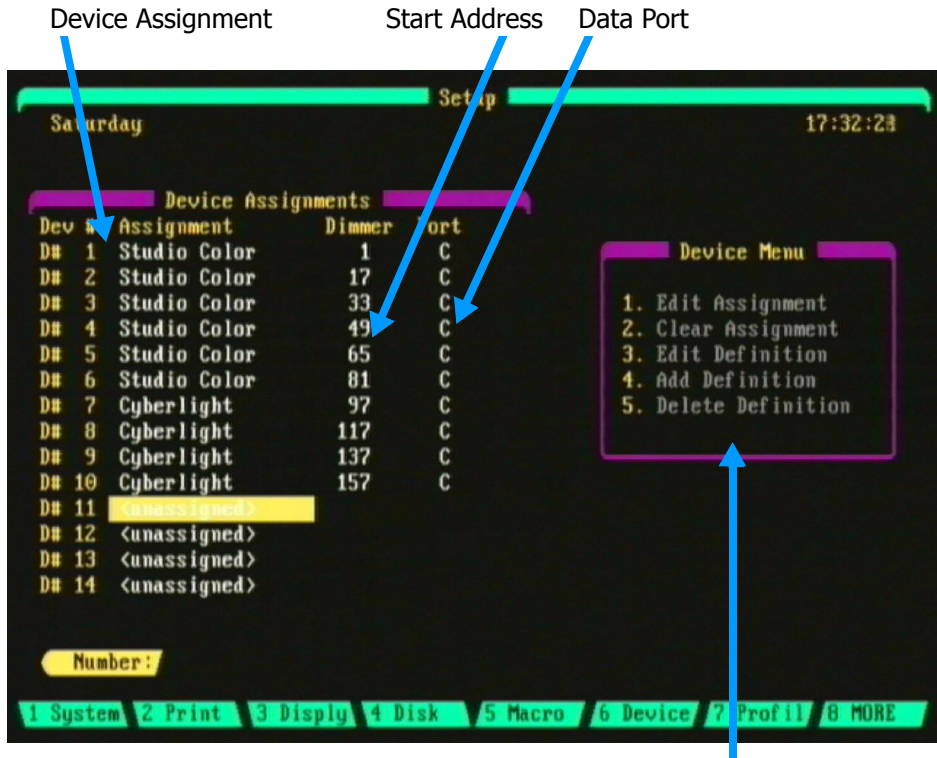 Device Assignment Start Address Data Port
Setup
Saturday 17:32:28
Device Assignments
Dev # Assignment Dimmer Port
D# 1 Studio Color 1 C
D# 2 Studio Color 17 C
D# 3 Studio Color 33 C
D# 4 Studio Color 49 C
D# 5 Studio Color 65 C
D# 6 Studio Color 81 C
D# 7 Cyberlight 97 C
D# 8 Cyberlight 117 C
D# 9 Cyberlight 137 C
D# 10 Cyberlight 157 C
D# 11 <unassigned>
D# 12 <unassigned>
D# 13 <unassigned>
D# 14 <unassigned>
Device Menu
1. Edit Assignment
2. Clear Assignment
3. Edit Definition
4. Add Definition
5. Delete Definition
Number:
1 System 2 Print 3 Disply 4 Disk 5 Macro 6 Device 7 Profil 8 MORE